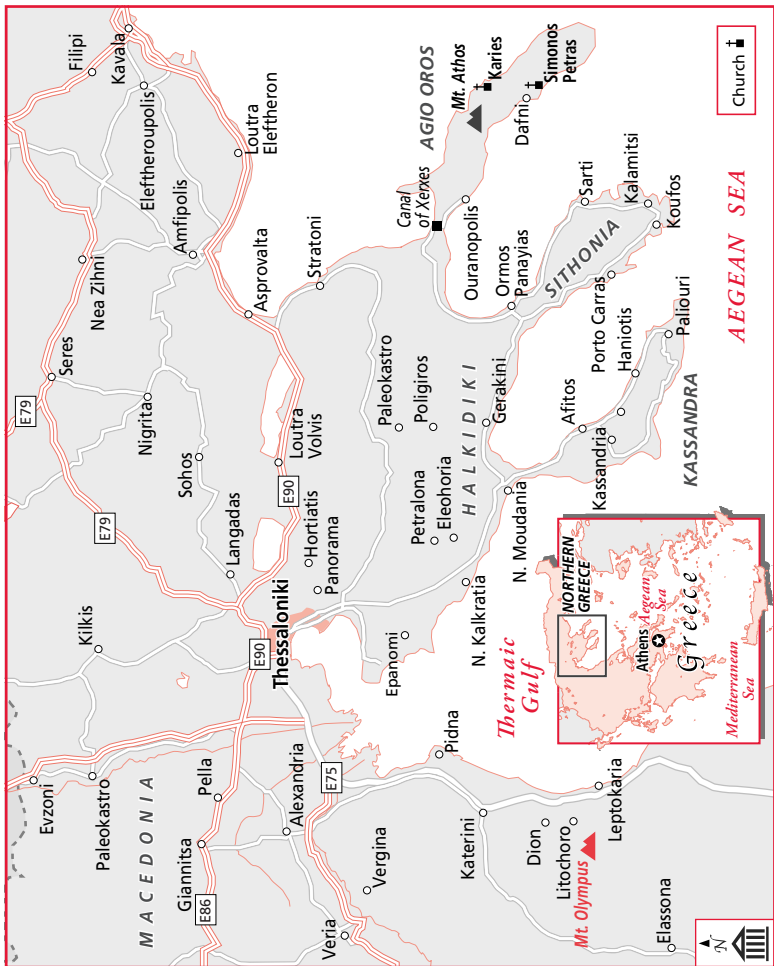 MACEDONIA
Evzoni
Paleokastro
Kilkis
E79
E79
Seres
Nea Zihni
Filipi
Kavala
Eleftheroupolis
Loutra
Eleftheron
Amfipolis
Nigrita
Sohos
Langadas
Asprovalta
Stratoni
Loutra
Volvis
E90
Hortiatis
Panorama
E90
Thessaloniki
Pella
Giannitsa
E86
Alexandria
E75
Veria
Vergina
Epanomi
Petralona
Eleohoria
Paleokastro
Poligiros
HALKIDIKI
N. Kalkratia
N. Moudania
Gerakini
Ormos
Panayias
Ouranopolis
Canal
of Xerxes
AGIO OROS
Mt. Athos
Karies
Dafni
Simonos
Petras
SITHONIA
Sarti
Kalamitsi
Koufos
Porto Carras
Afitos
Kassandria
Haniotis
Paliouri
KASSANDRA
Thermaic
Gulf
AEGEAN SEA
Pidna
Katerini
Dion
Litochoro
Mt. Olympus
Leptokaria
Elassona
N
NORTHERN
GREECE
Athens
Aegean
Sea
Greece
Mediterranean
Sea
Church